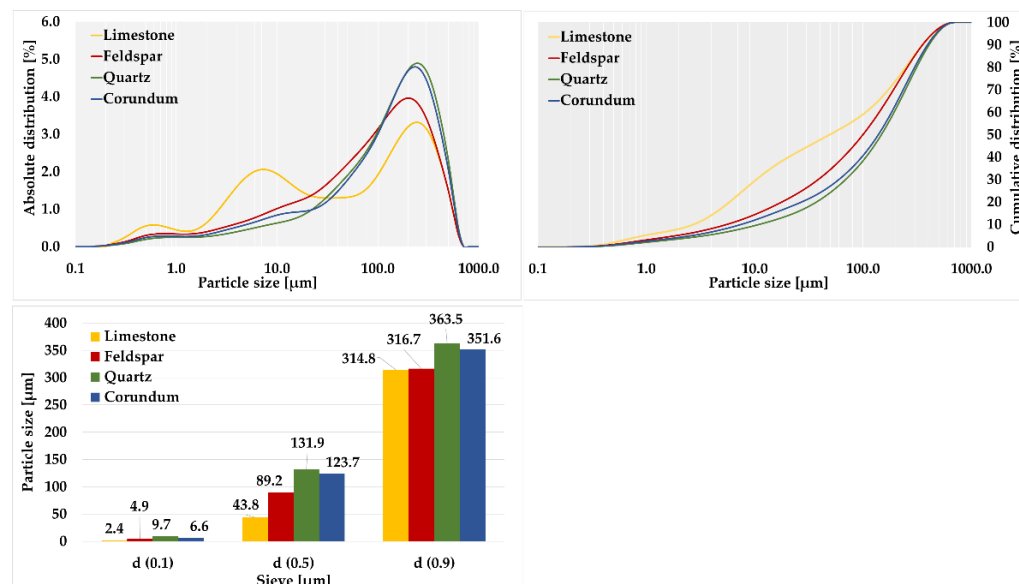 6.0
5.0
4.0
3.0
2.0
1.0
0.0
Absolute distribution [%]
Limestone
Feldspar
Quartz
Corundum
0.1
1.0
10.0
100.0
1000.0
Particle size [µm]
Limestone
Feldspar
Quartz
Corundum
100
90
80
70
60
50
40
30
20
10
0
Cumulative distribution [%]
0.1
1.0
10.0
100.0
1000.0
Particle size [µm]
400
350
300
250
200
150
100
50
0
Particle size [µm]
Limestone
Feldspar
Quartz
Corundum
2.4
4.9
9.7
6.6
43.8
89.2
131.9
123.7
314.8
316.7
363.5
351.6
d (0.1)
d (0.5)
d (0.9)
Sieve [µm]